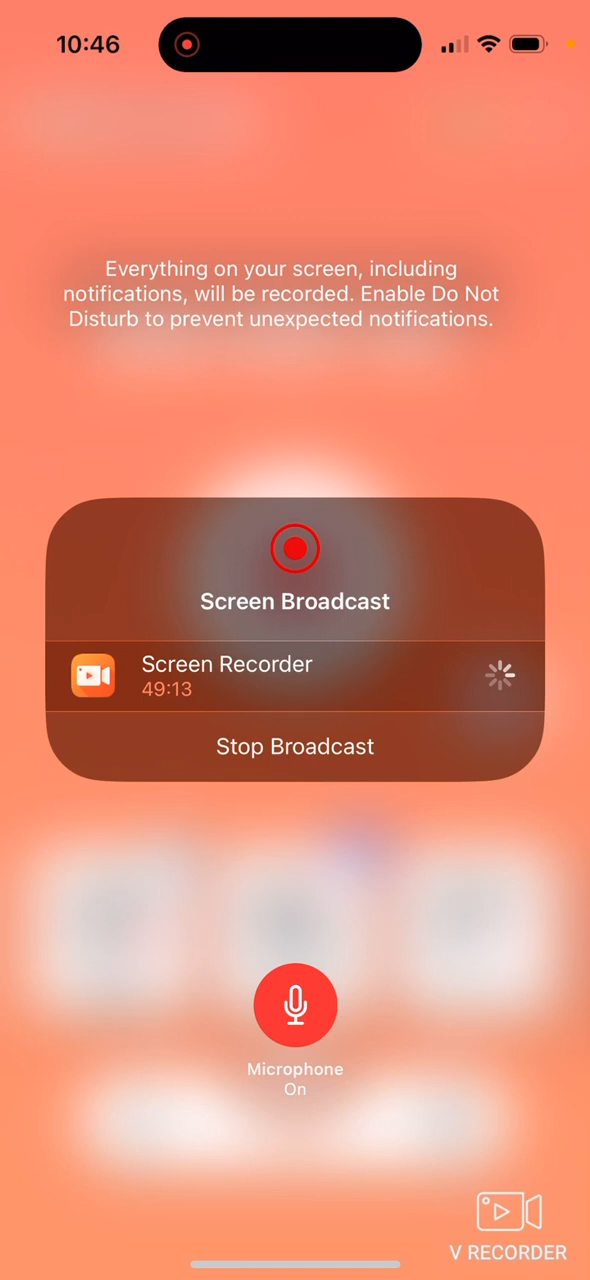 10:46
Everything on your screen, including
notifications, will be recorded. Enable Do Not
Disturb to prevent unexpected notifications.
Screen Broadcast
Screen Recorder
49:13
Stop Broadcast
Microphone
On
V RECORDER